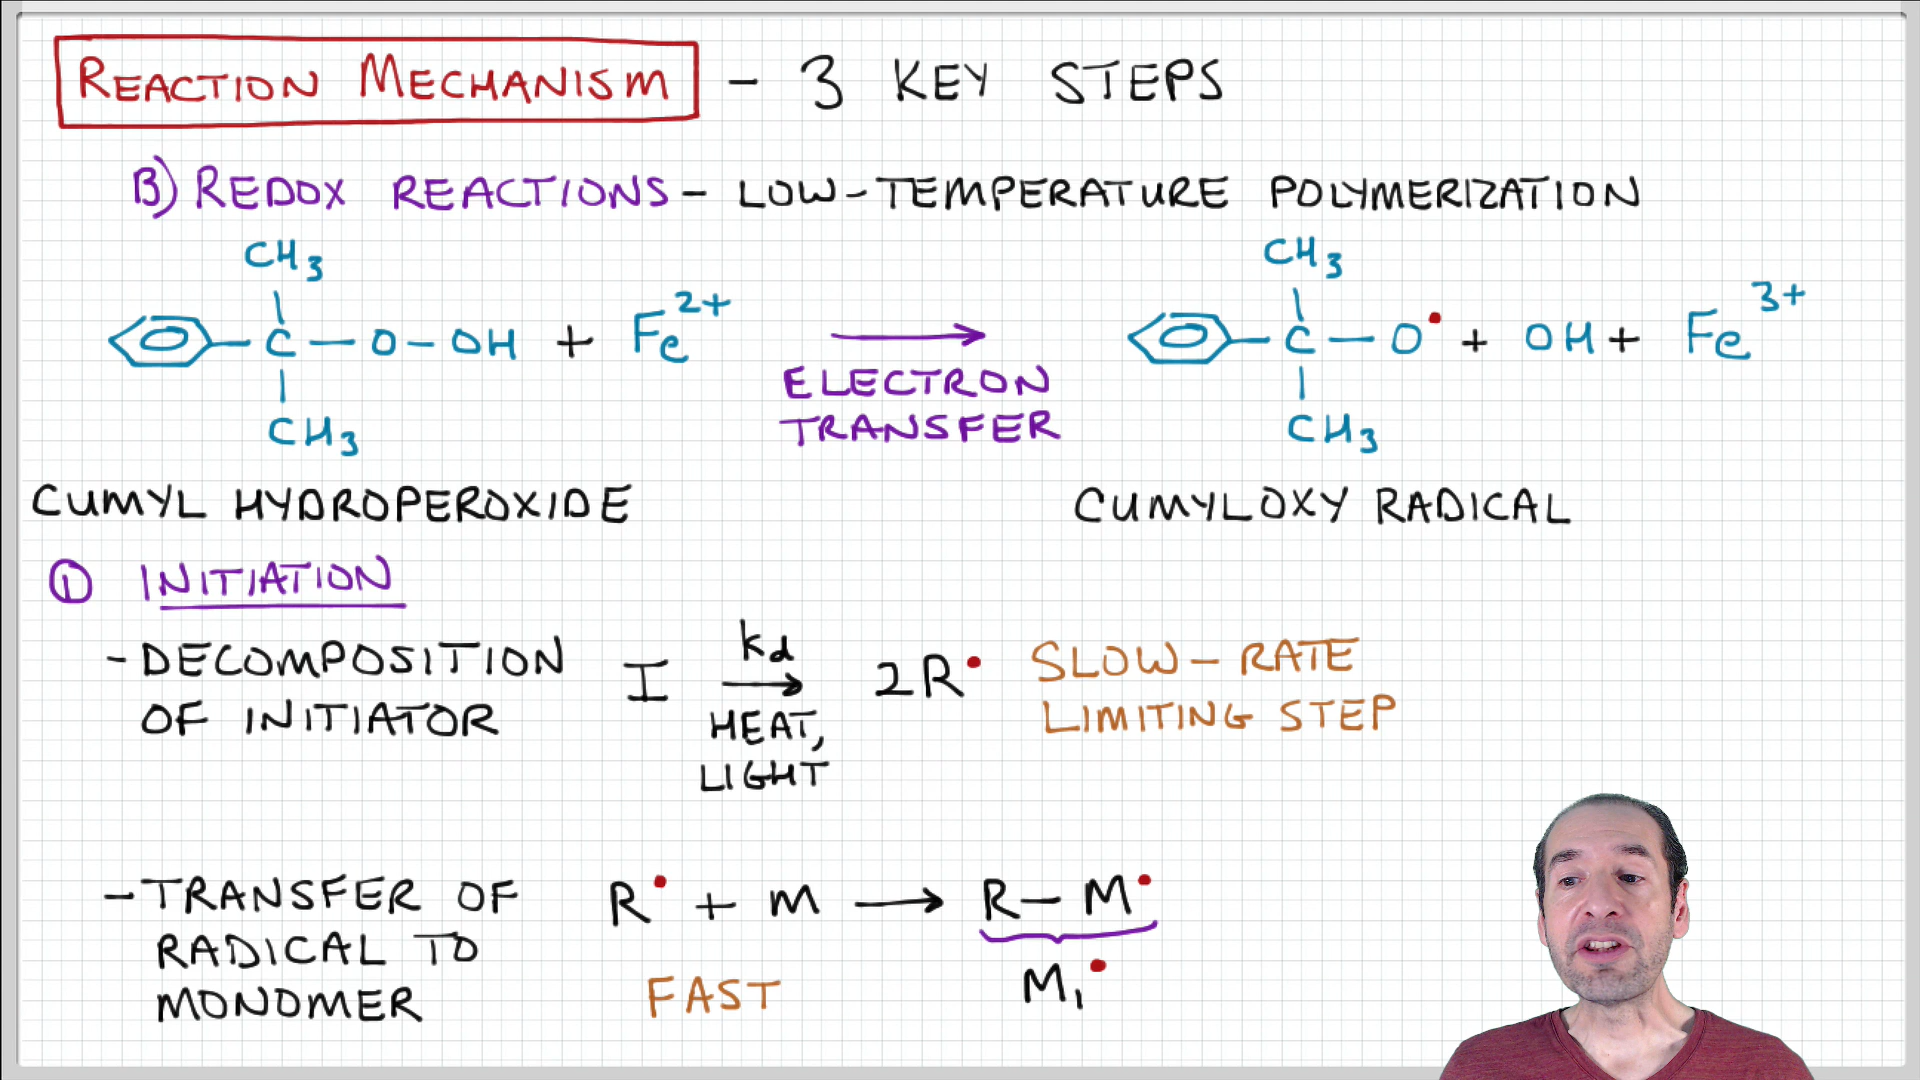 REACTION MECHANISM - 3 KEY STEPS
B) REDOX REACTIONS - LOW-TEMPERATURE POLYMERIZATION
CH3 CH3
C — O — OH + Fe2+ → C — O• + OH + Fe3+
ELECTRON
TRANSFER
CH3 CH3
CUMYL HYDROPEROXIDE CUMYLOXY RADICAL
① INITIATION
- DECOMPOSITION OF INITIATOR
I kd → 2R•
HEAT,
LIGHT
SLOW - RATE
LIMITING STEP
- TRANSFER OF
RADICAL TO
MONOMER
R• + M → R — M•
FAST
M1•